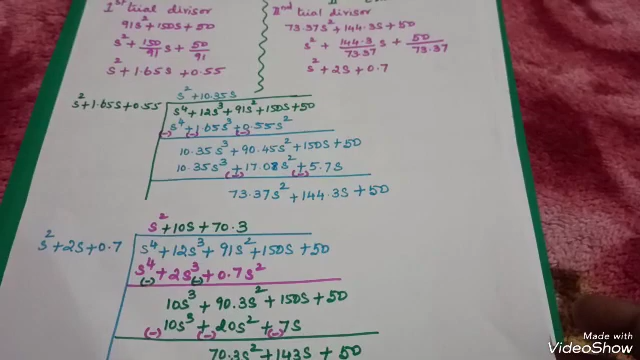 Ist trial divisor
91s² + 150s + 50
s² + 150/91 s + 50/91
s² + 1.65s + 0.55
IInd trial divisor
73.37s² + 144.3s + 50
s² + 144.3/73.37 s + 50/73.37
s² + 2s + 0.7
s² + 10.35s
s² + 1.65s + 0.55
s⁴ + 12s³ + 91s² + 150s + 50
s⁴ + 1.65s³ + 0.55s²
(-) (-) (-)
10.35s³ + 90.45s² + 150s + 50
10.35s³ + 17.08s² + 5.7s
(-) (-)
73.37s² + 144.3s + 50
s² + 10s + 70.3
s² + 2s + 0.7
s⁴ + 12s³ + 91s² + 150s + 50
s⁴ + 2s³ + 0.7s²
(-) (-)
10s³ + 90.3s² + 150s + 50
(-) 10s³ + 20s² + 7s
(-) (-)
70.3s² + 143s + 50
Made with
VideoShow